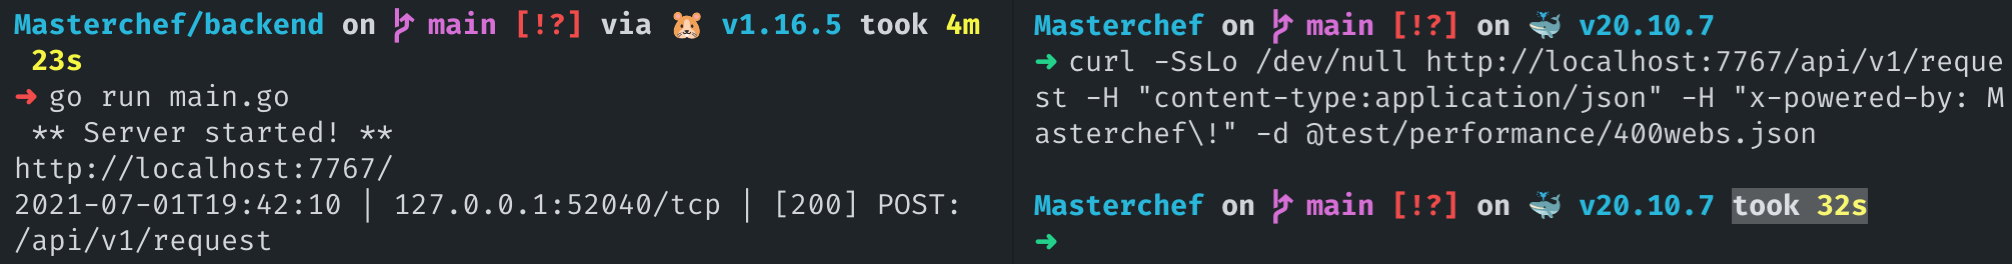 Masterchef/backend on main [!?] via 🐹 v1.16.5 took 4m
23s
➜ go run main.go
** Server started! **
http://localhost:7767/
2021-07-01T19:42:10 | 127.0.0.1:52040/tcp | [200] POST:
/api/v1/request
Masterchef on main [!?] on 🐳 v20.10.7
➜ curl -SsLo /dev/null http://localhost:7767/api/v1/reque
st -H "content-type:application/json" -H "x-powered-by: M
asterchef\!" -d @test/performance/400webs.json
Masterchef on main [!?] on 🐳 v20.10.7 took 32s
➜